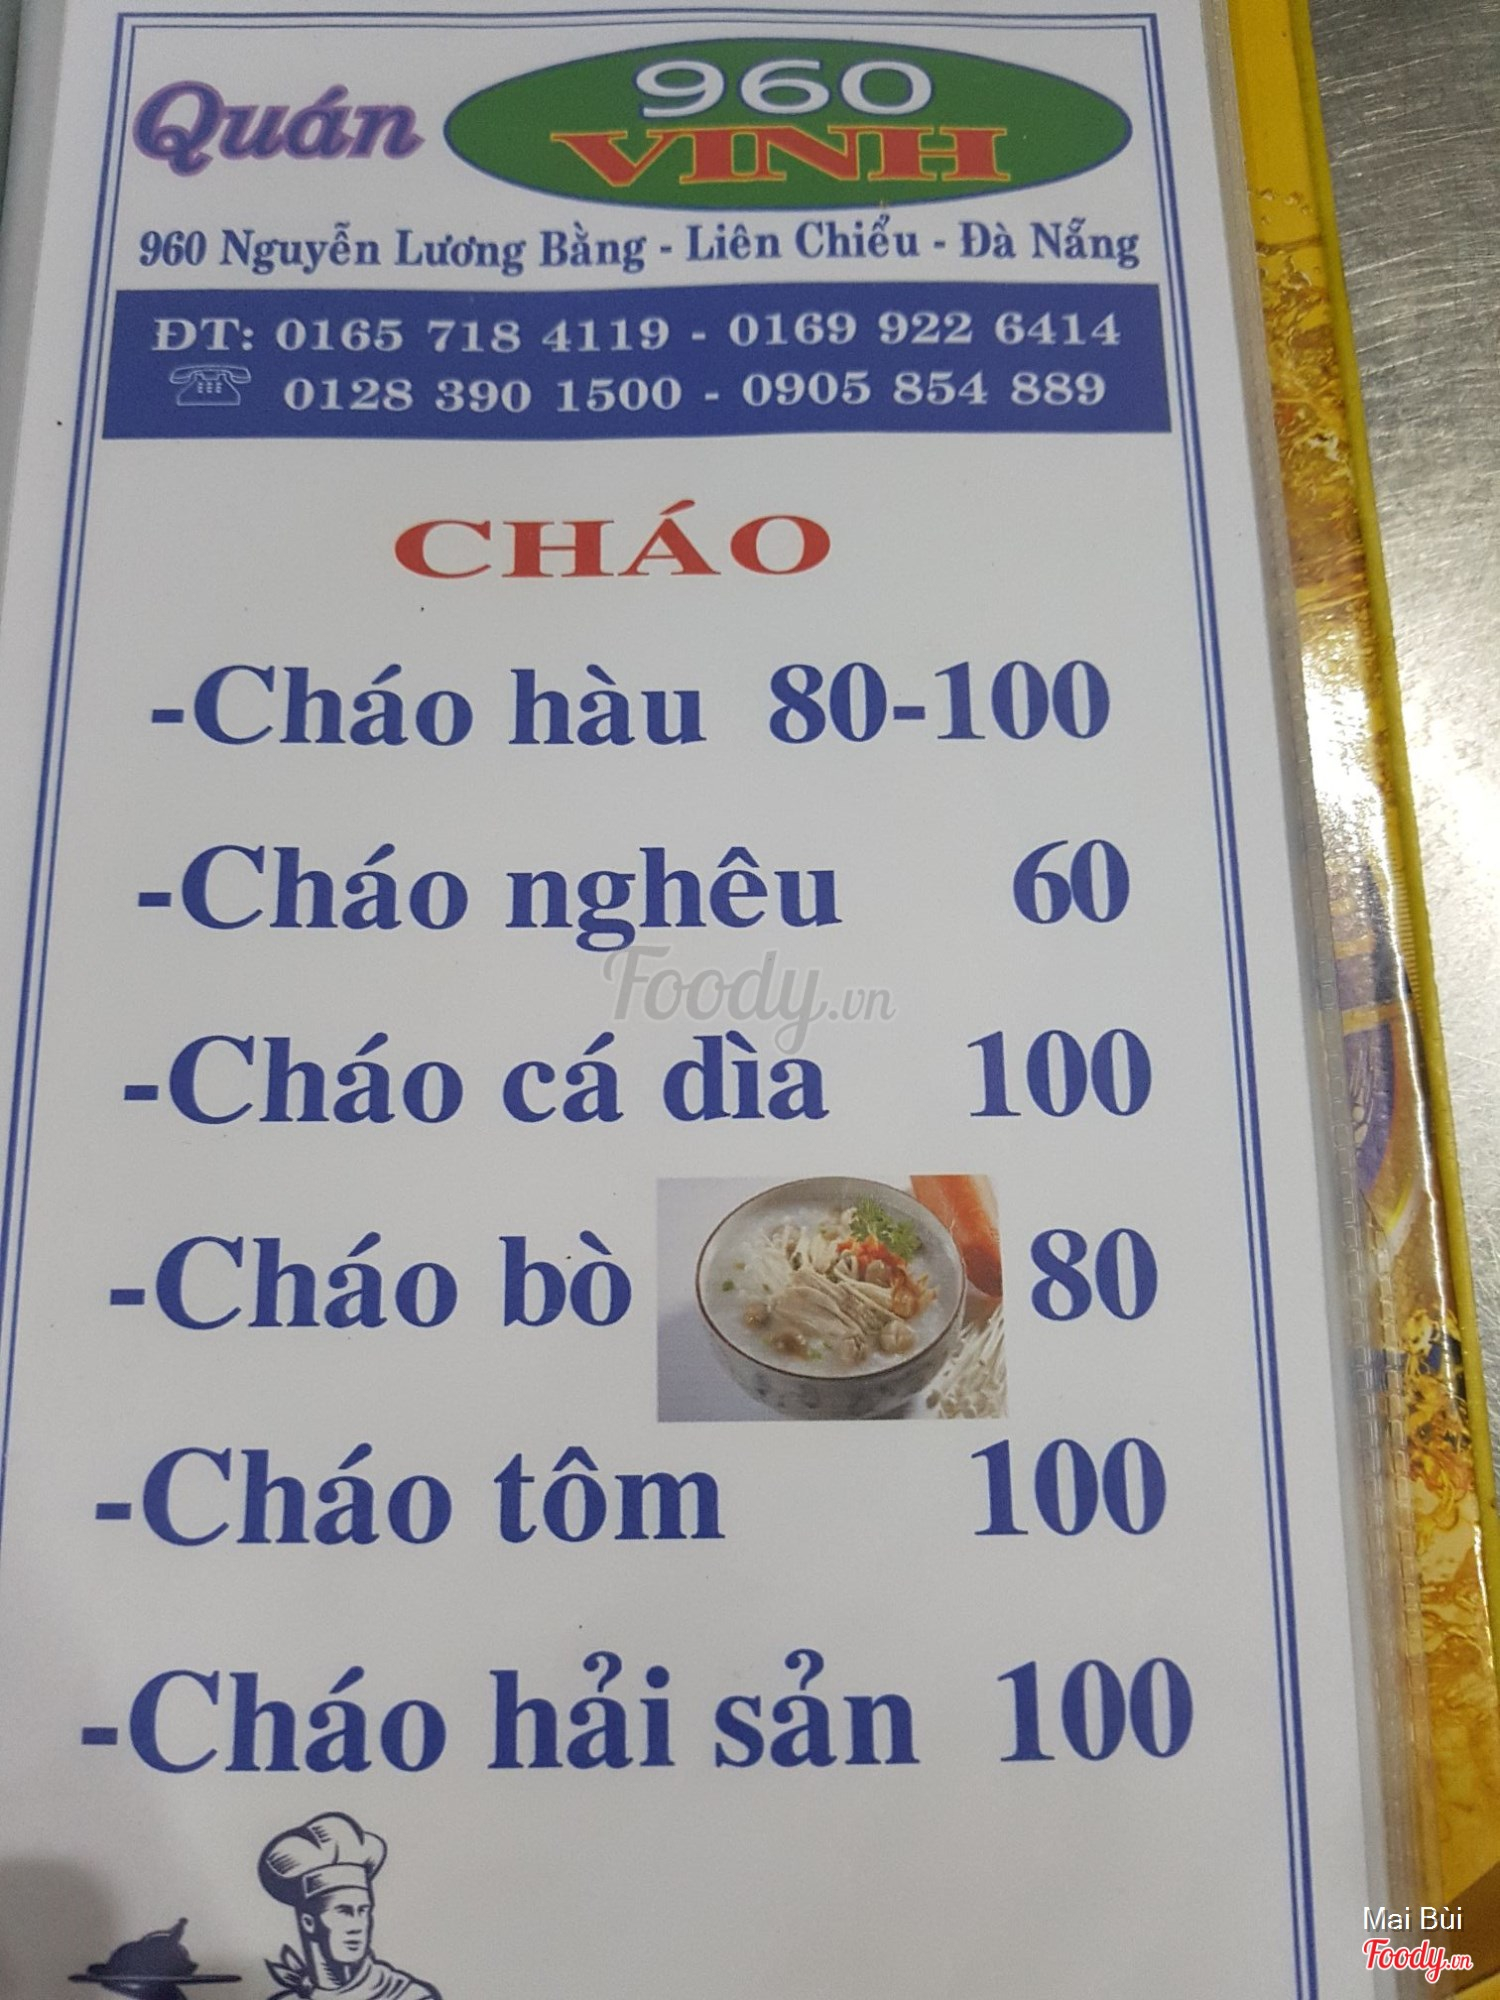 Quán 960 VINH
960 Nguyễn Lương Bằng - Liên Chiểu - Đà Nẵng
ĐT: 0165 718 4119 - 0169 922 6414
0128 390 1500 - 0905 854 889
CHÁO
-Cháo hàu 80-100
-Cháo nghêu 60
Foody.vn
-Cháo cá dìa 100
-Cháo bò 80
-Cháo tôm 100
-Cháo hải sản 100
Mai Bùi
Foody.vn